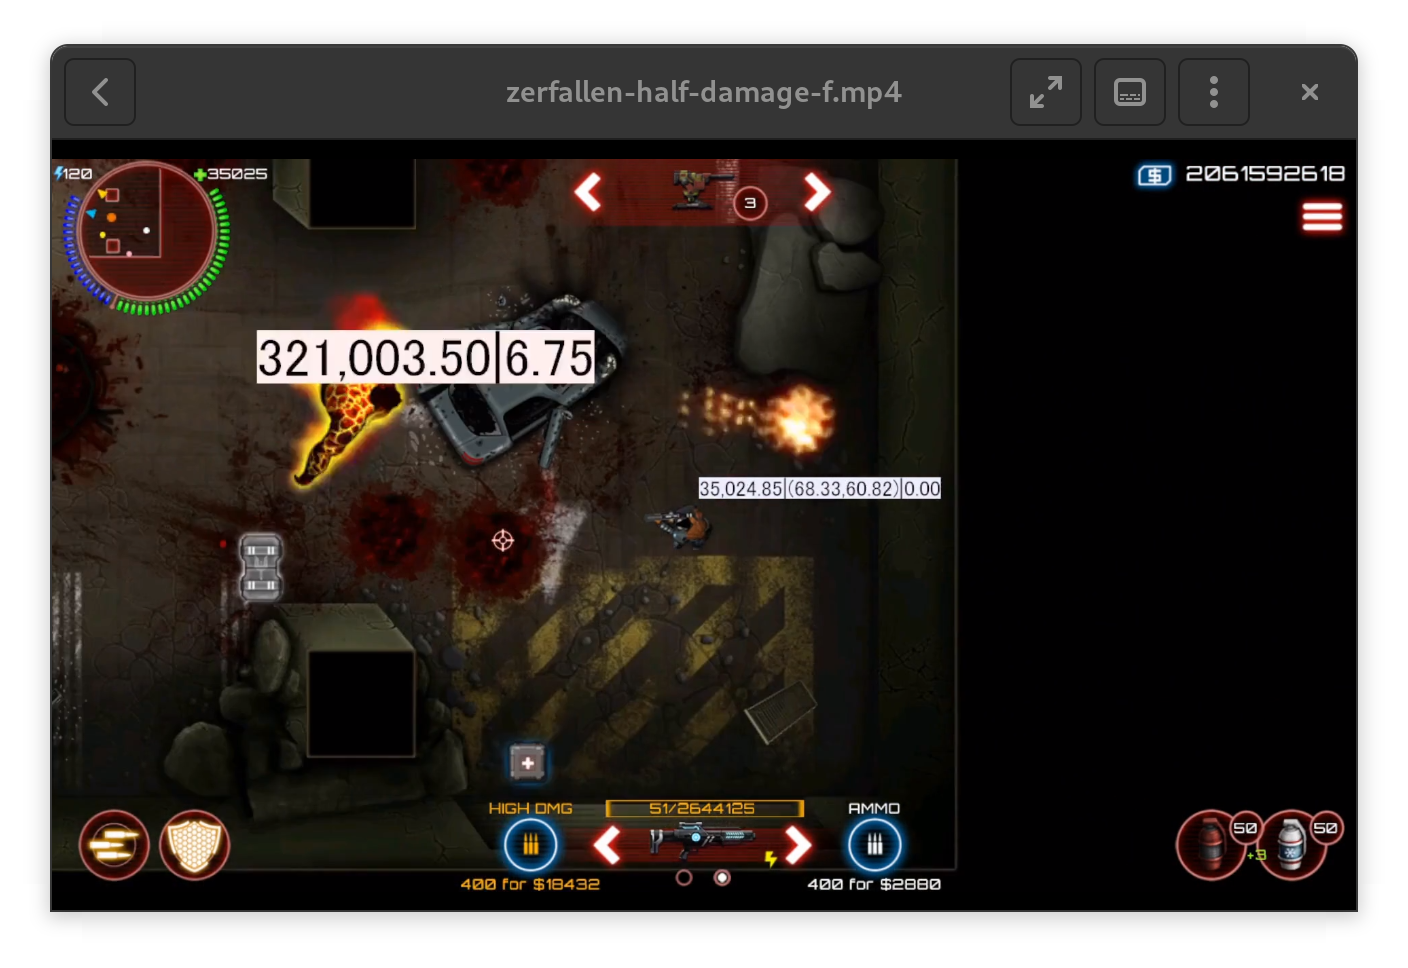 zerfallen-half-damage-f.mp4
120
35025
3
$ 2061592618
321,003.50|6.75
35,024.85|(68.33,60.82)|0.00
HIGH DMG
51/2644125
AMMO
400 for $18432
400 for $2880
50
+3
50